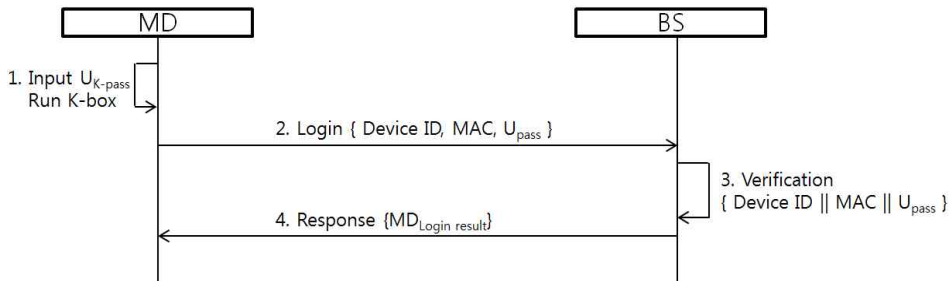 MD
BS
1. Input U_K-pass
Run K-box
2. Login { Device ID, MAC, U_pass }
3. Verification
{ Device ID || MAC || U_pass }
4. Response {MD_Login result}